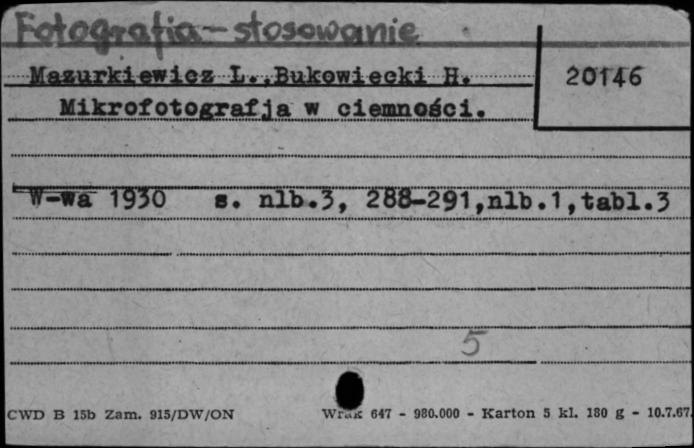 Fotografia - stosowanie
Mazurkiewicz L., Bukowiecki H.
20146
Mikrofotografja w ciemności.
W-wa 1930 s. nlb.3, 288-291,nlb.1,tabl.3
5
CWD B 15b Zam. 915/DW/ON Wrak 647 - 980.000 - Karton 5 kl. 180 g - 10.7.67.